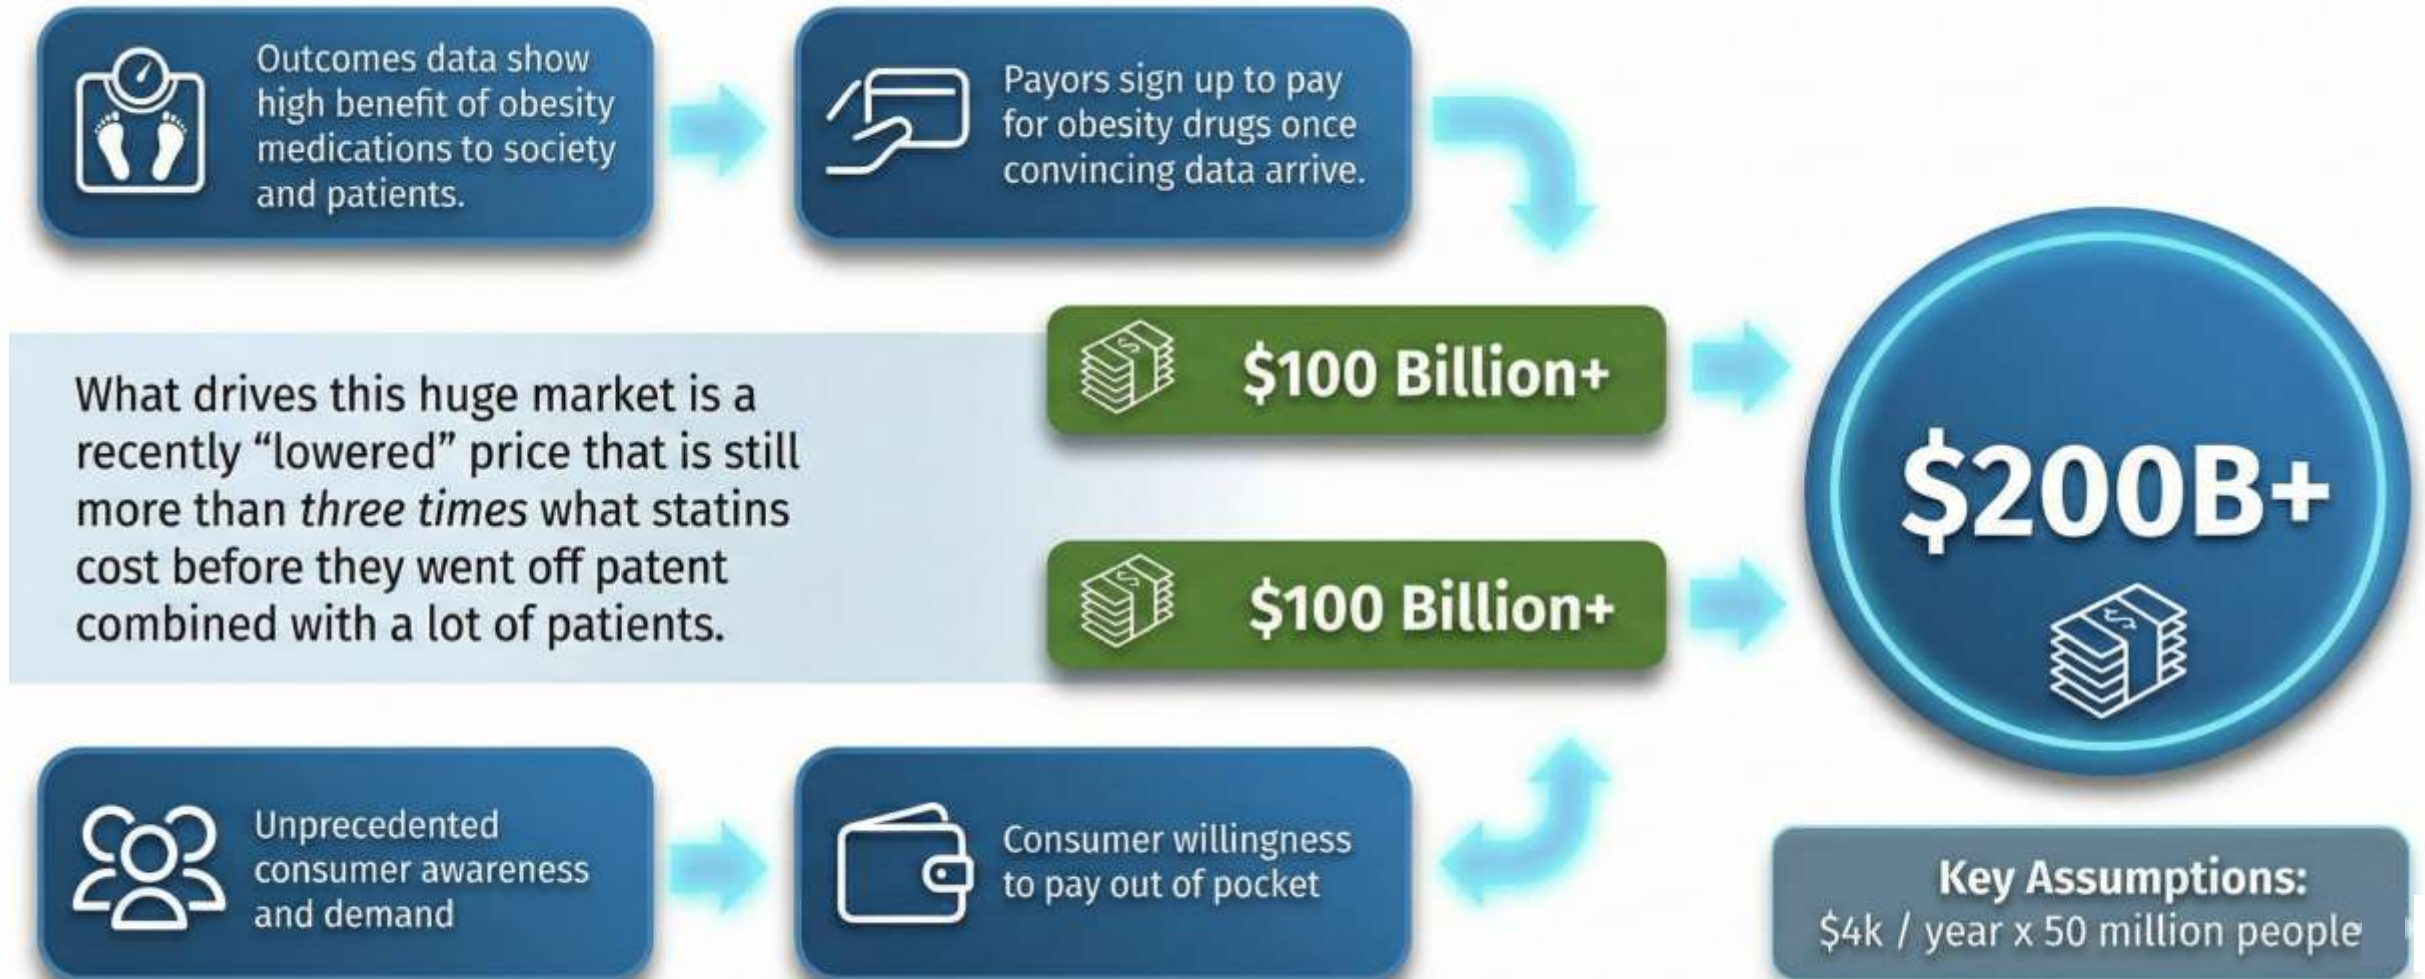 Outcomes data show
high benefit of obesity
medications to society
and patients.
Payors sign up to pay
for obesity drugs once
convincing data arrive.
What drives this huge market is a
recently “lowered” price that is still
more than three times what statins
cost before they went off patent
combined with a lot of patients.
$100 Billion+
$100 Billion+
$200B+
Unprecedented
consumer awareness
and demand
Consumer willingness
to pay out of pocket
Key Assumptions:
$4k / year x 50 million people